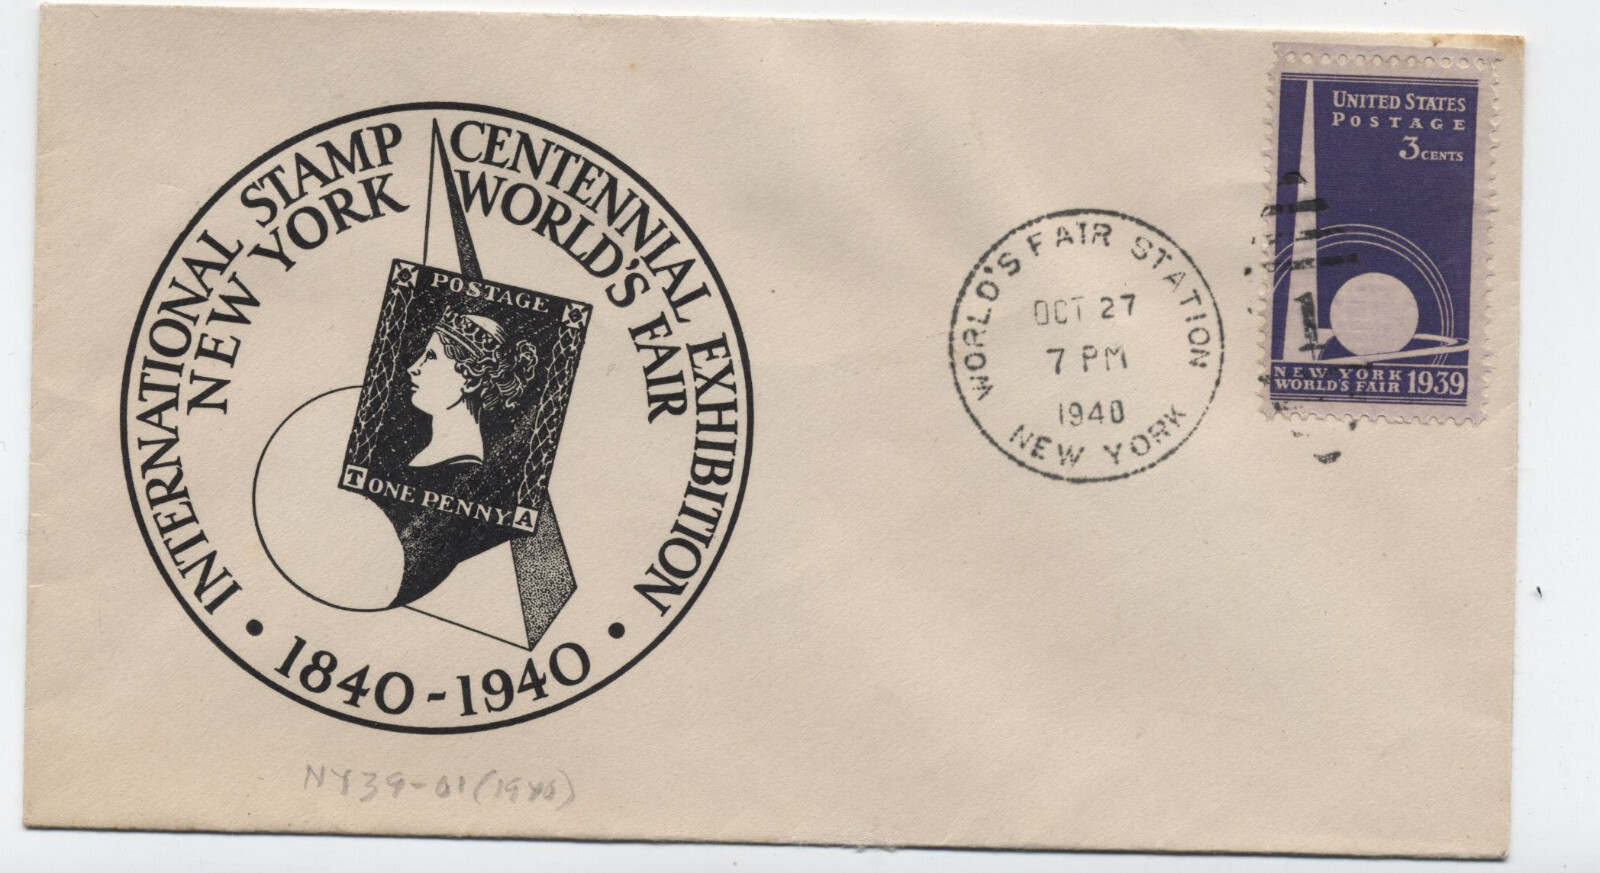 INTERNATIONAL STAMP CENTENNIAL EXHIBITION
NEW YORK WORLD'S FAIR
POSTAGE
T ONE PENNY. A
• 1840-1940 •
WORLD'S FAIR STATION
OCT 27
7 PM
1940
NEW YORK
UNITED STATES
POSTAGE
3 CENTS
NEW YORK
WORLD'S FAIR 1939
NY39-01 (1940)